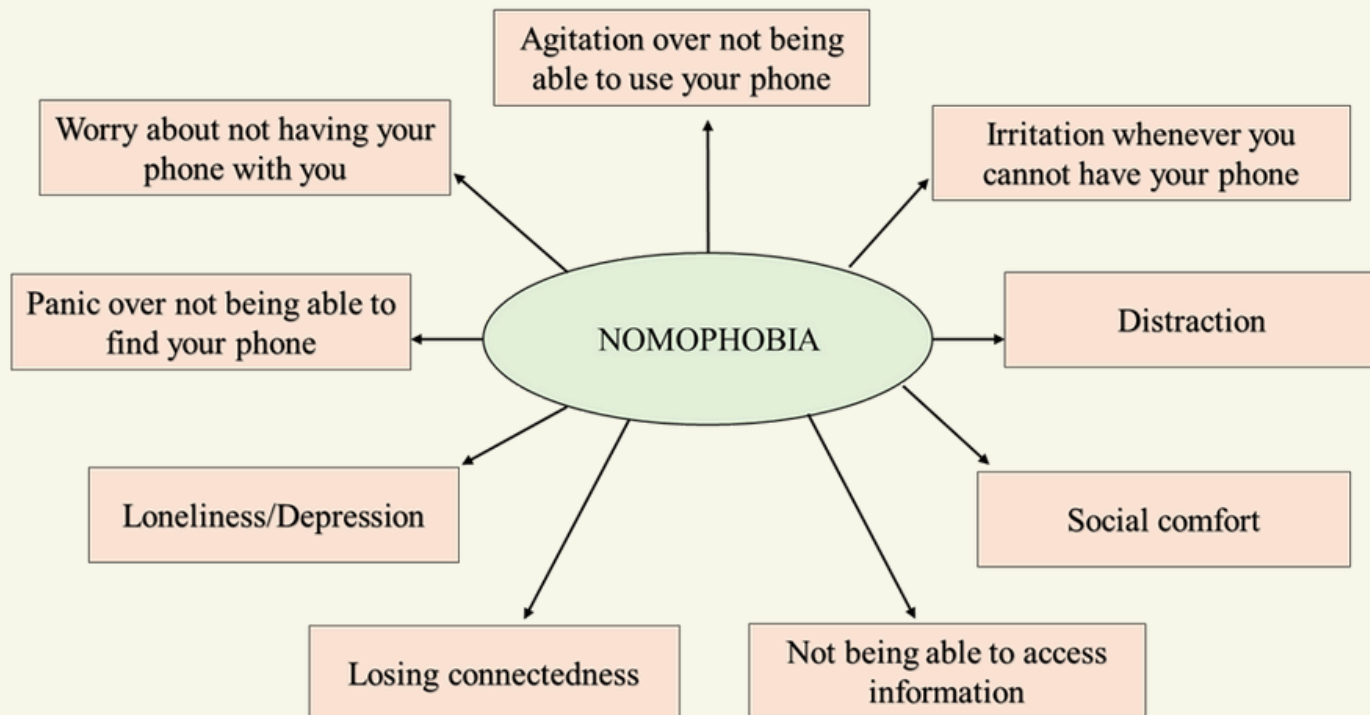 Agitation over not being
able to use your phone
Worry about not having your
phone with you
Irritation whenever you
cannot have your phone
Panic over not being able to
find your phone
NOMOPHOBIA
Distraction
Loneliness/Depression
Social comfort
Losing connectedness
Not being able to access
information